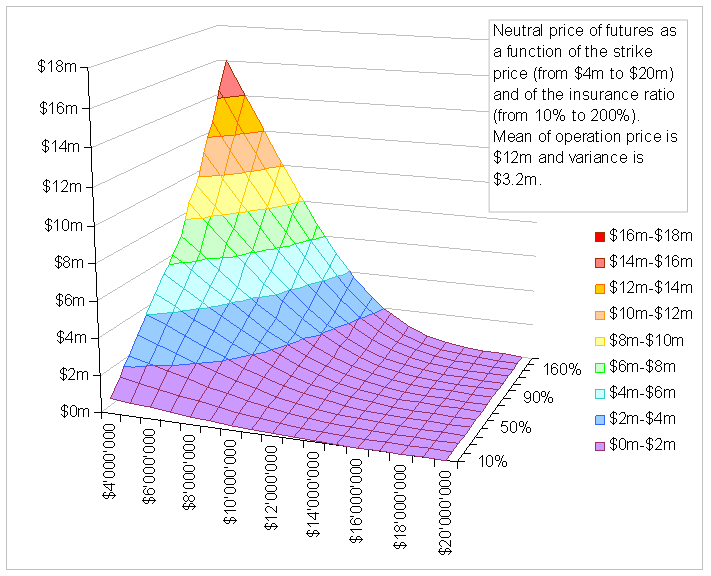 Neutral price of futures as
a function of the strike
price (from $4m to $20m)
and of the insurance ratio
(from 10% to 200%).
Mean of operation price is
$12m and variance is
$3.2m.
$18m
$16m
$14m
$12m
$10m
$8m
$6m
$4m
$2m
$0m
$4'000'000
$6'000'000
$8'000'000
$10'000'000
$12'000'000
$14'000'000
$16'000'000
$18'000'000
$20'000'000
160%
90%
50%
10%
$16m-$18m
$14m-$16m
$12m-$14m
$10m-$12m
$8m-$10m
$6m-$8m
$4m-$6m
$2m-$4m
$0m-$2m